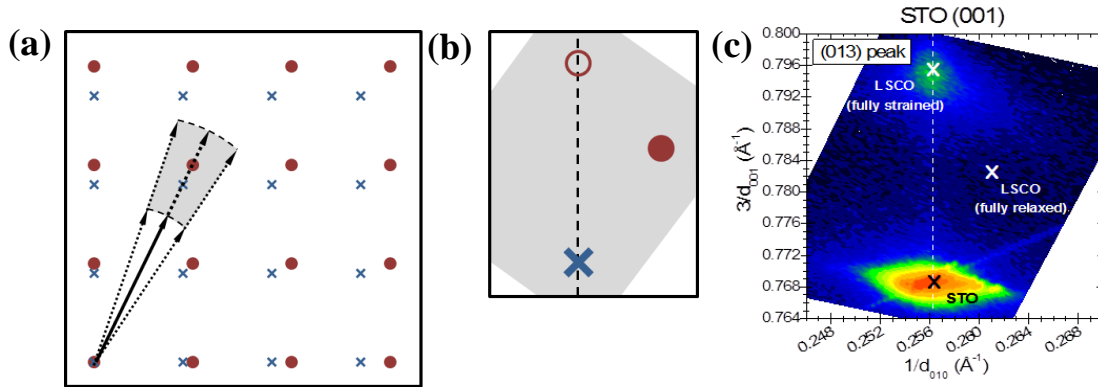 (a)
(b)
(c)
STO (001)
(013) peak
LSCO
(fully strained)
LSCO
(fully relaxed)
STO
3/d001 (Å-1)
0.800
0.796
0.792
0.788
0.784
0.780
0.776
0.772
0.768
0.764
0.248
0.252
0.256
0.260
0.264
0.268
1/d010 (Å-1)